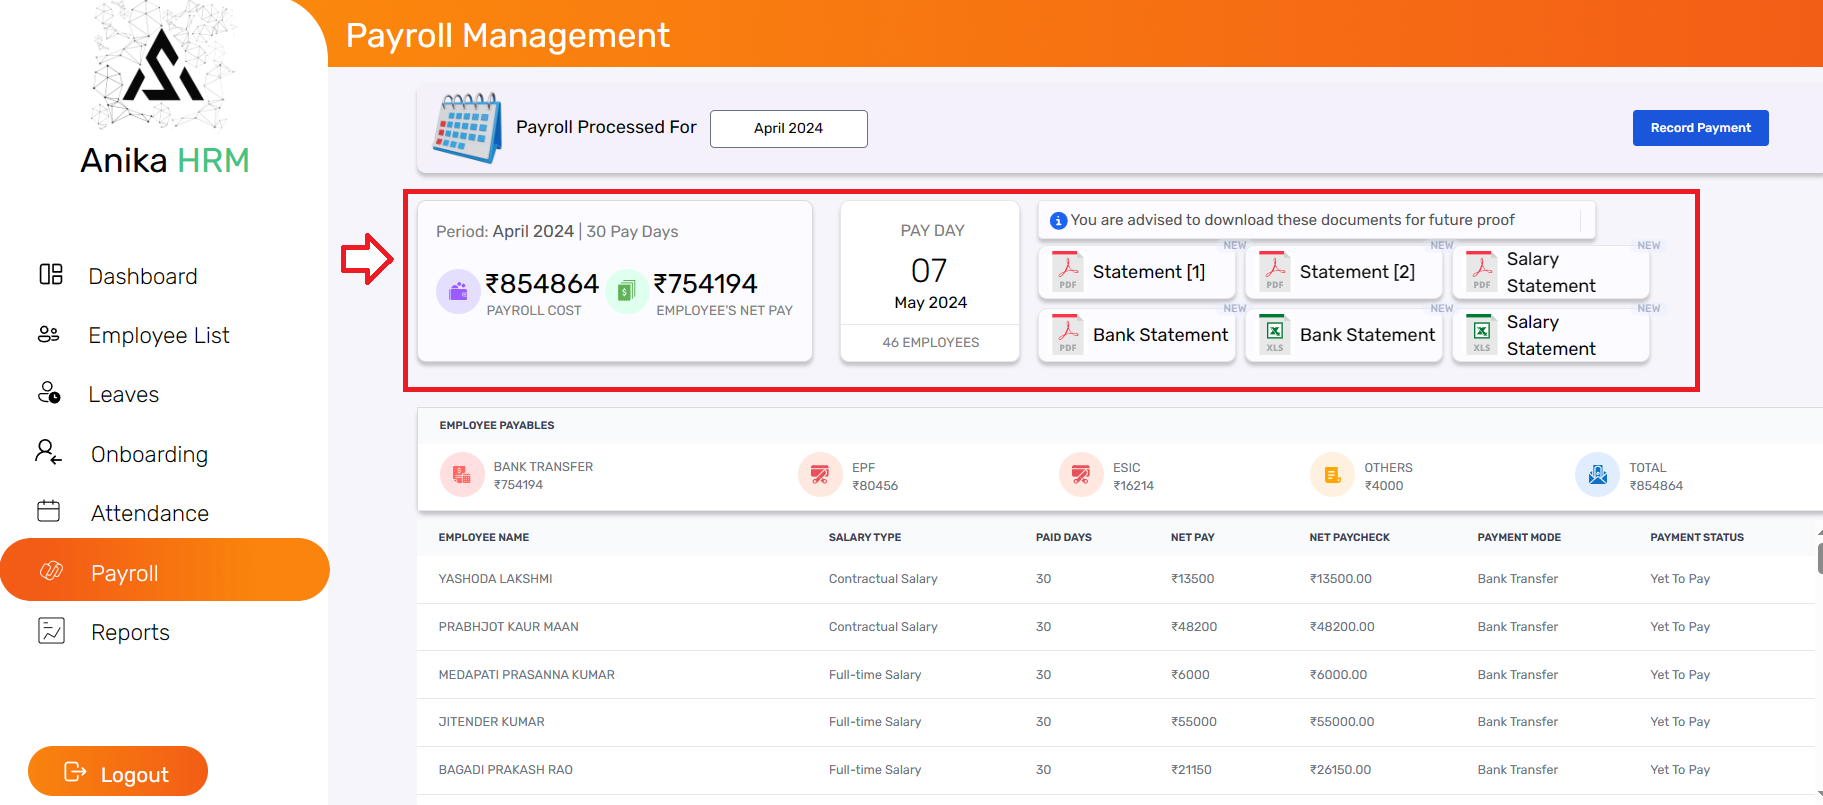 Payroll Management
Anika HRM
Dashboard
Employee List
Leaves
Onboarding
Attendance
Payroll
Reports
Logout
Payroll Processed For
April 2024
Record Payment
Period: April 2024 | 30 Pay Days
₹854864
PAYROLL COST
₹754194
EMPLOYEE'S NET PAY
PAY DAY
07
May 2024
46 EMPLOYEES
You are advised to download these documents for future proof
NEW
PDF
Statement [1]
NEW
PDF
Statement [2]
NEW
PDF
Salary
Statement
NEW
PDF
Bank Statement
NEW
XLS
Bank Statement
NEW
XLS
Salary
Statement
EMPLOYEE PAYABLES
BANK TRANSFER
₹754194
EPF
₹80456
ESIC
₹16214
OTHERS
₹4000
TOTAL
₹854864
EMPLOYEE NAME SALARY TYPE PAID DAYS NET PAY NET PAYCHECK PAYMENT MODE PAYMENT STATUS
YASHODA LAKSHMI Contractual Salary 30 ₹13500 ₹13500.00 Bank Transfer Yet To Pay
PRABHJOT KAUR MAAN Contractual Salary 30 ₹48200 ₹48200.00 Bank Transfer Yet To Pay
MEDAPATI PRASANNA KUMAR Full-time Salary 30 ₹6000 ₹6000.00 Bank Transfer Yet To Pay
JITENDER KUMAR Full-time Salary 30 ₹55000 ₹55000.00 Bank Transfer Yet To Pay
BAGADI PRAKASH RAO Full-time Salary 30 ₹21150 ₹26150.00 Bank Transfer Yet To Pay